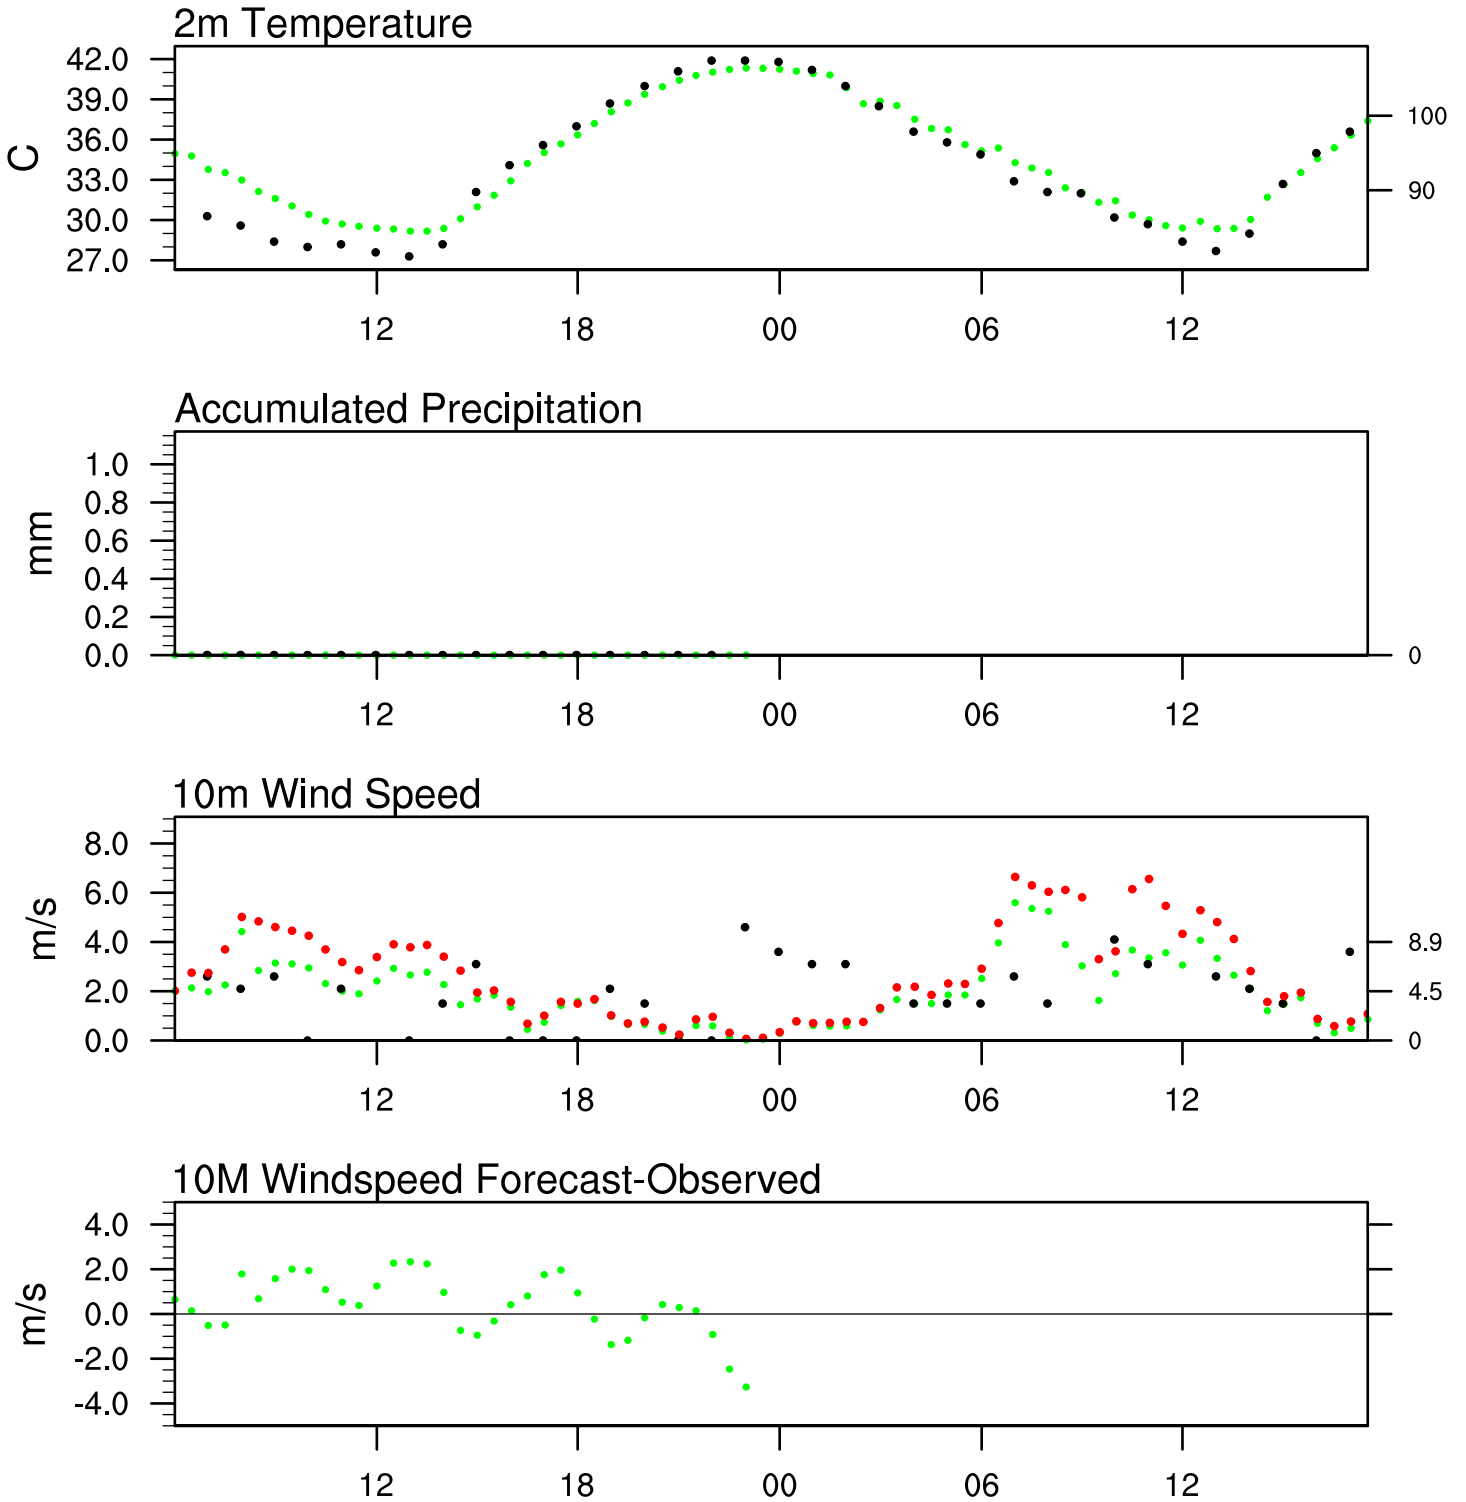 2m Temperature
42.0
39.0
36.0
33.0
30.0
27.0
C
100
90
12 18 00 06 12
Accumulated Precipitation
1.0
0.8
0.6
0.4
0.2
0.0
mm
0
12 18 00 06 12
10m Wind Speed
8.0
6.0
4.0
2.0
0.0
m/s
8.9
4.5
0
12 18 00 06 12
10M Windspeed Forecast-Observed
4.0
2.0
0.0
-2.0
-4.0
m/s
12 18 00 06 12